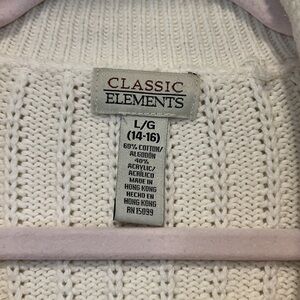 CLASSIC
ELEMENTS
L/G
(14-16)
60% COTTON/
ALGODON
40%
ACRYLIC/
ACRILICO
MADE IN
HONG KONG
HECHO EN
HONG KONG
RN 15099